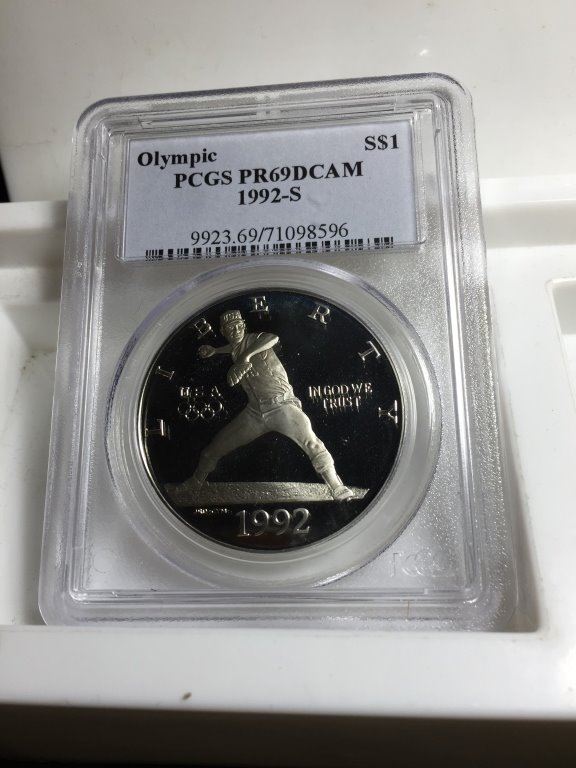 Olympic S$1
PCGS PR69DCAM
1992-S
9923.69/71098596
LIBERTY
USA
IN GOD WE
TRUST
1992